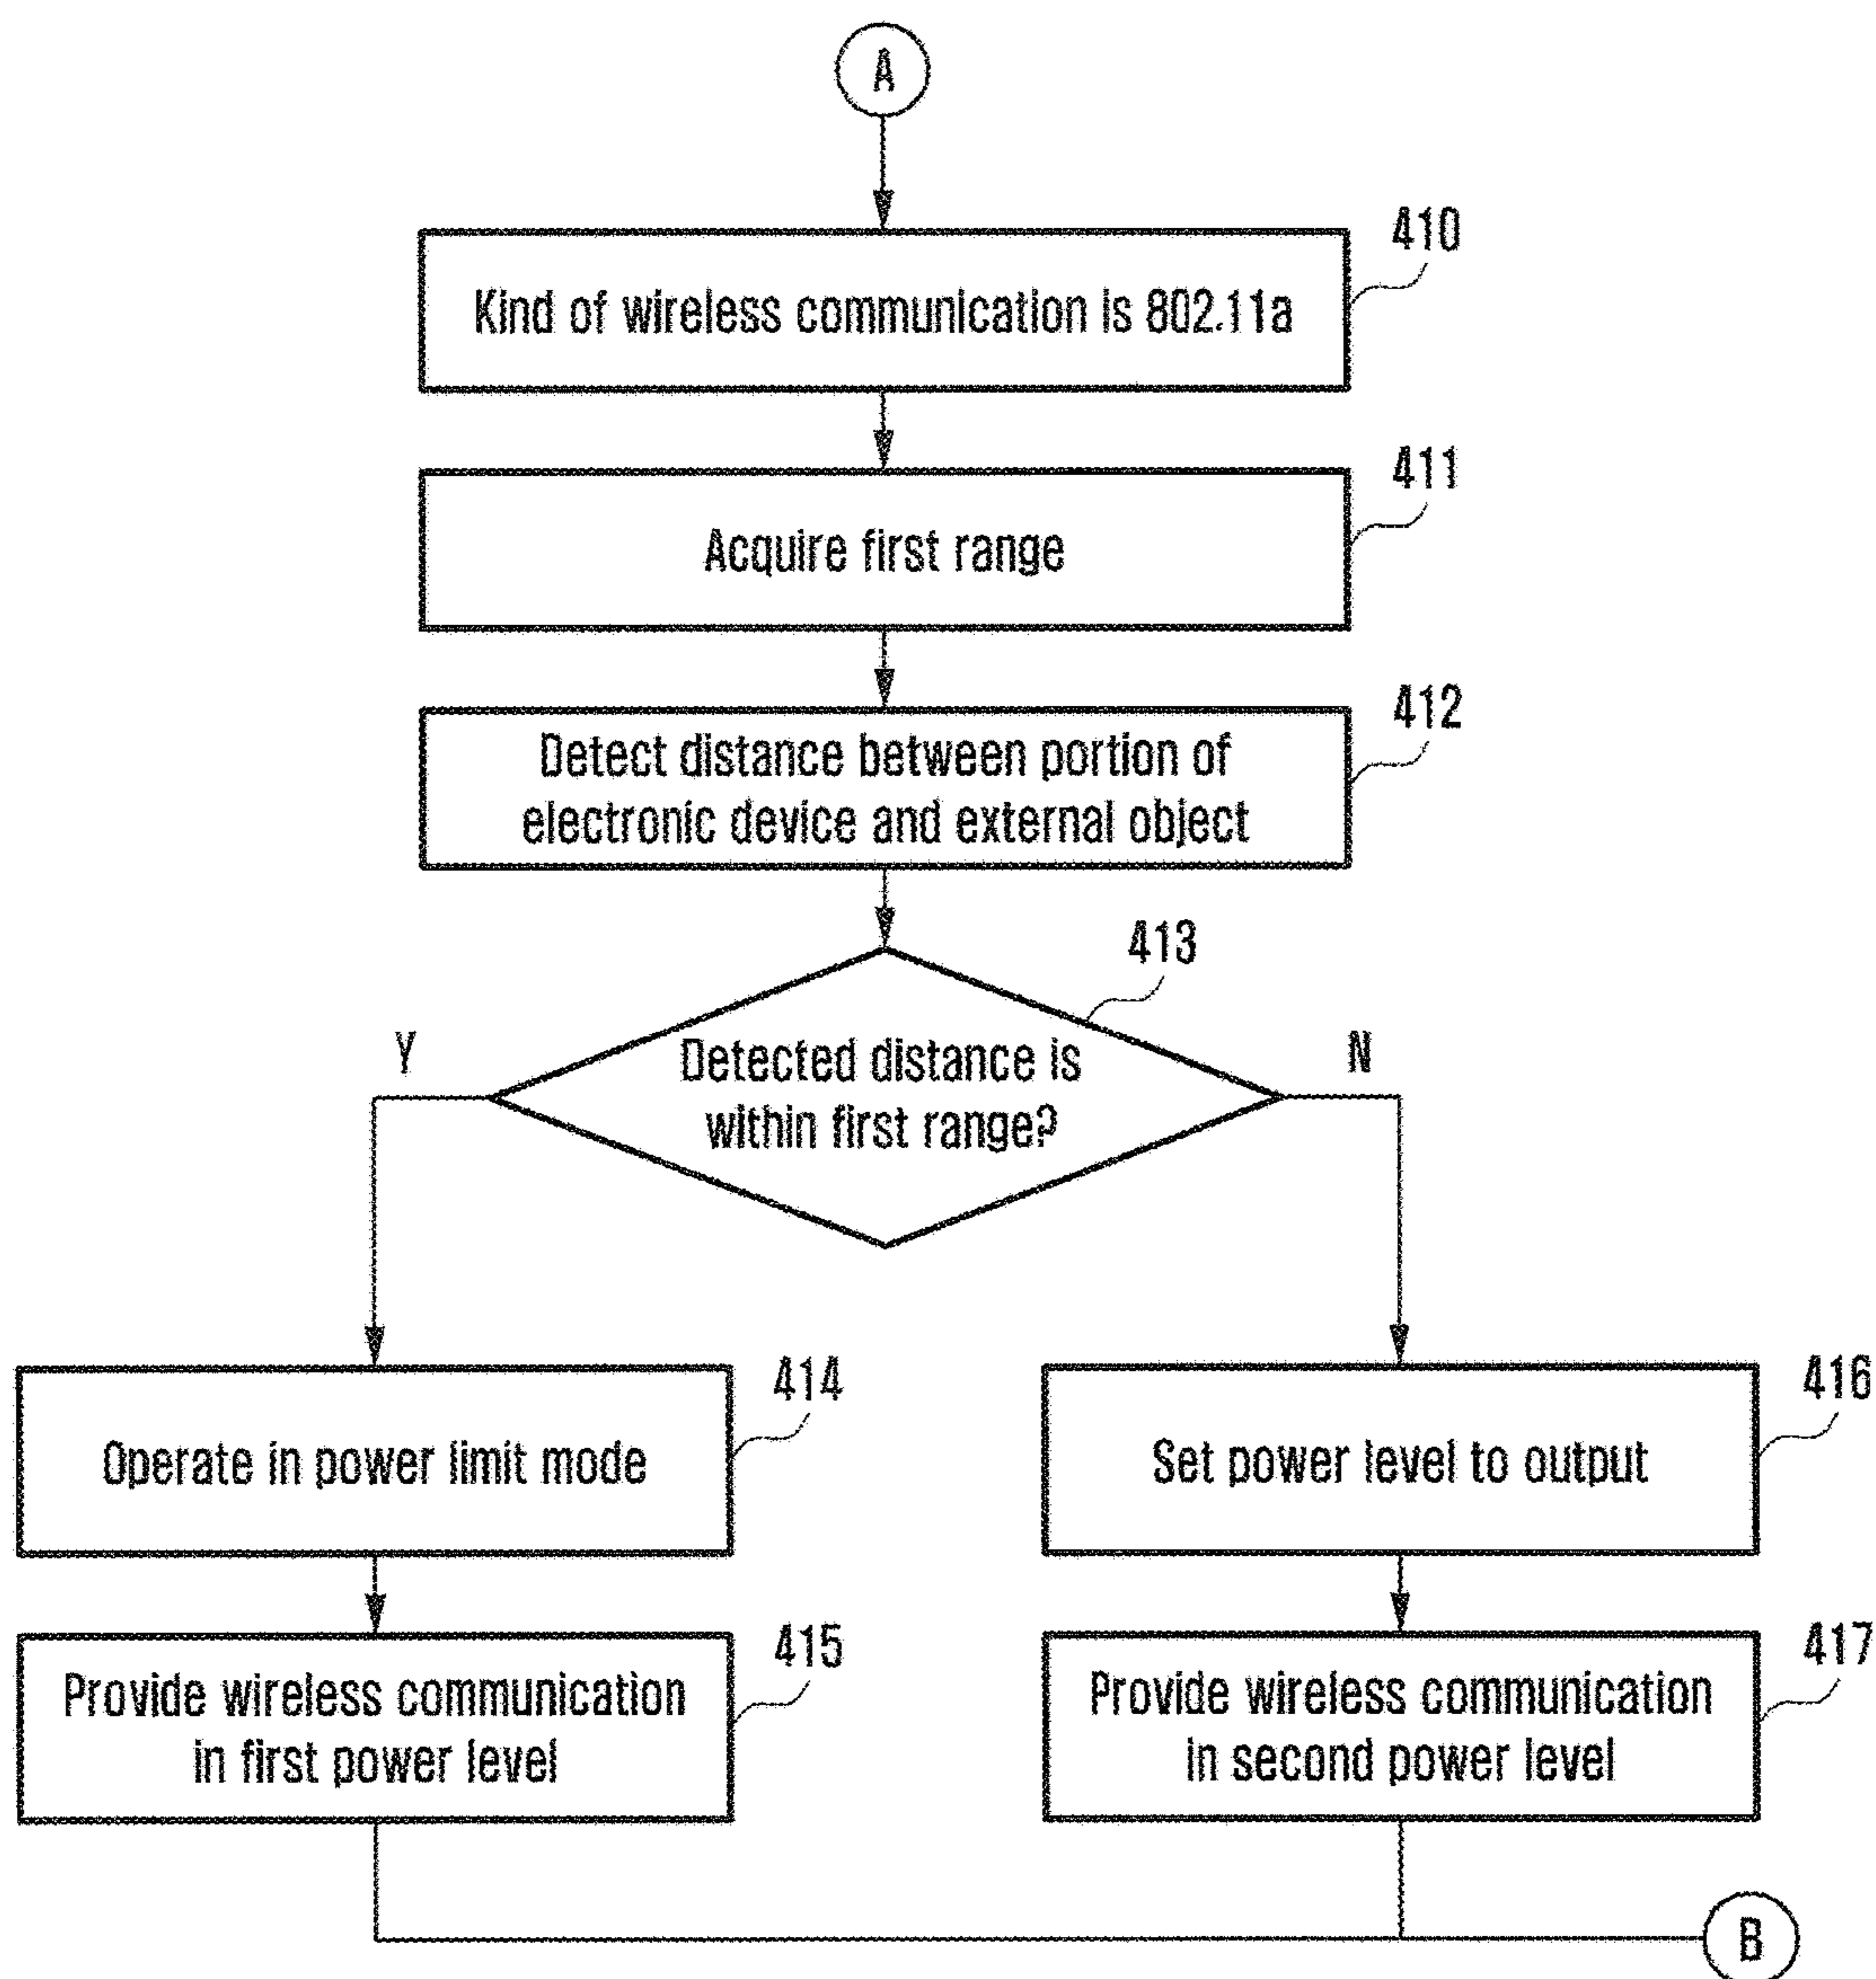 A
410
Kind of wireless communication is 802.11a
411
Acquire first range
412
Detect distance between portion of
electronic device and external object
413
Detected distance is
within first range?
Y
N
414
Operate in power limit mode
416
Set power level to output
415
Provide wireless communication
in first power level
417
Provide wireless communication
in second power level
B